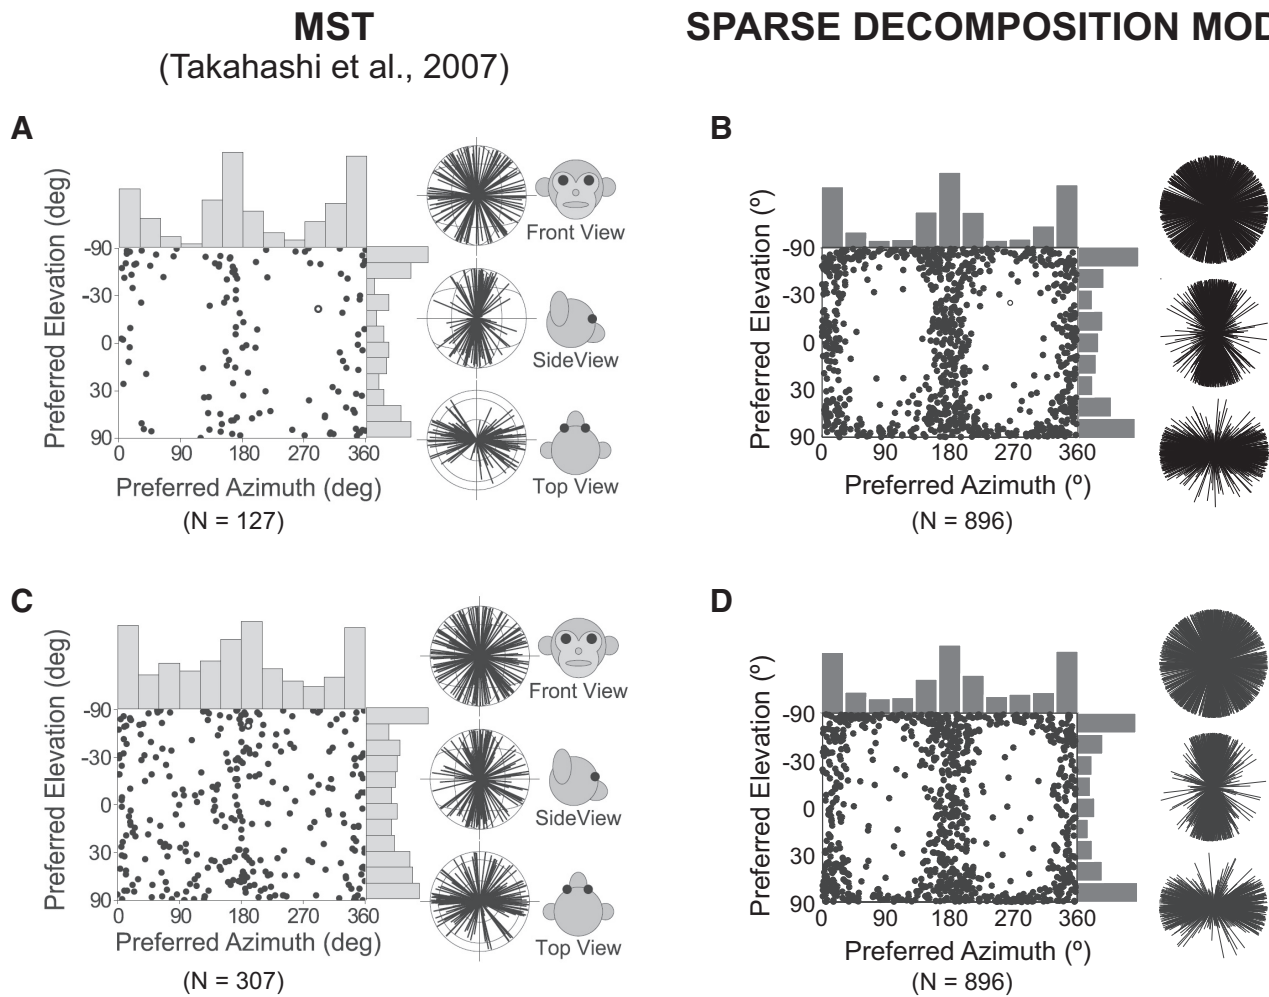 MST
(Takahashi et al., 2007)
SPARSE DECOMPOSITION MOD
A
Preferred Elevation (deg)
-90
-30
0
30
90
0 90 180 270 360
Preferred Azimuth (deg)
(N = 127)
Front View
SideView
Top View
B
Preferred Elevation (º)
-90
-30
0
30
90
0 90 180 270 360
Preferred Azimuth (º)
(N = 896)
C
Preferred Elevation (deg)
-90
-30
0
30
90
0 90 180 270 360
Preferred Azimuth (deg)
(N = 307)
Front View
SideView
Top View
D
Preferred Elevation (º)
-90
-30
0
30
90
0 90 180 270 360
Preferred Azimuth (º)
(N = 896)